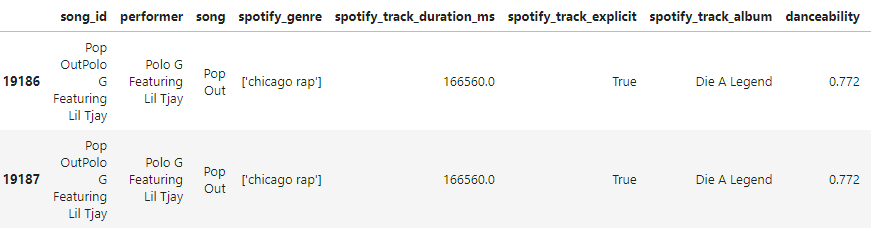 song_id performer song spotify_genre spotify_track_duration_ms spotify_track_explicit spotify_track_album danceability
Pop
OutPolo Polo G
19186 G Featuring Pop Out ['chicago rap'] 166560.0 True Die A Legend 0.772
Featuring Lil Tjay
Lil Tjay
Pop
OutPolo Polo G
19187 G Featuring Pop Out ['chicago rap'] 166560.0 True Die A Legend 0.772
Featuring Lil Tjay
Lil Tjay